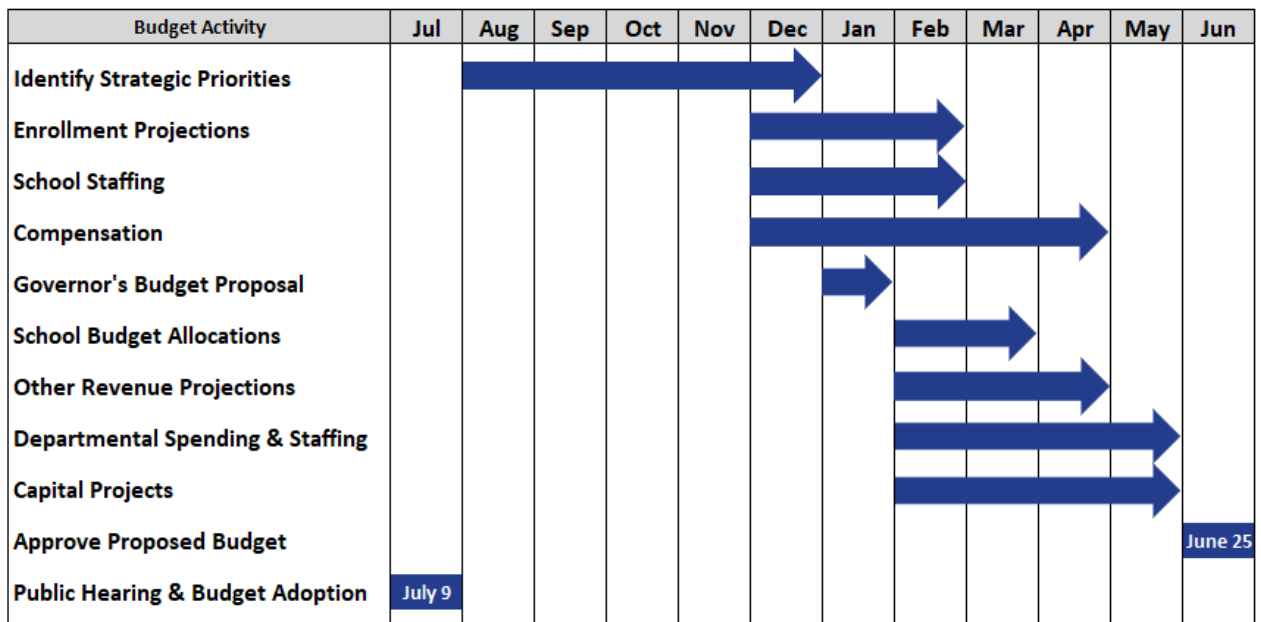 Budget Activity Jul Aug Sep Oct Nov Dec Jan Feb Mar Apr May Jun
Identify Strategic Priorities
Enrollment Projections
School Staffing
Compensation
Governor's Budget Proposal
School Budget Allocations
Other Revenue Projections
Departmental Spending & Staffing
Capital Projects
Approve Proposed Budget June 25
Public Hearing & Budget Adoption July 9